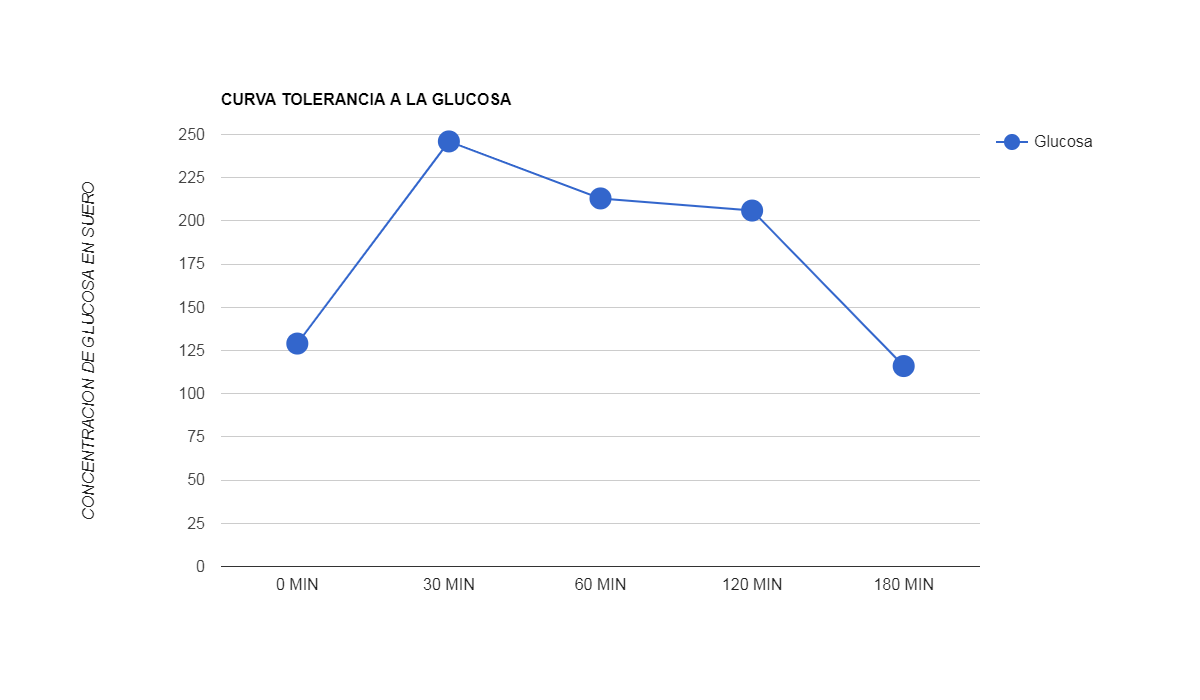 CURVA TOLERANCIA A LA GLUCOSA
CONCENTRACION DE GLUCOSA EN SUERO
250
225
200
175
150
125
100
75
50
25
0
0 MIN
30 MIN
60 MIN
120 MIN
180 MIN
Glucosa